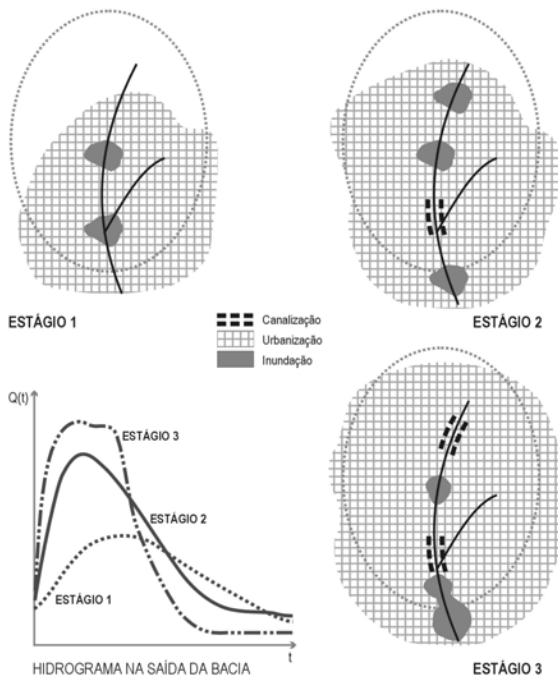 ESTÁGIO 1
Canalização
Urbanização
Inundação
ESTÁGIO 2
Q(t)
ESTÁGIO 3
ESTÁGIO 2
ESTÁGIO 1
t
HIDROGRAMA NA SAÍDA DA BACIA
ESTÁGIO 3